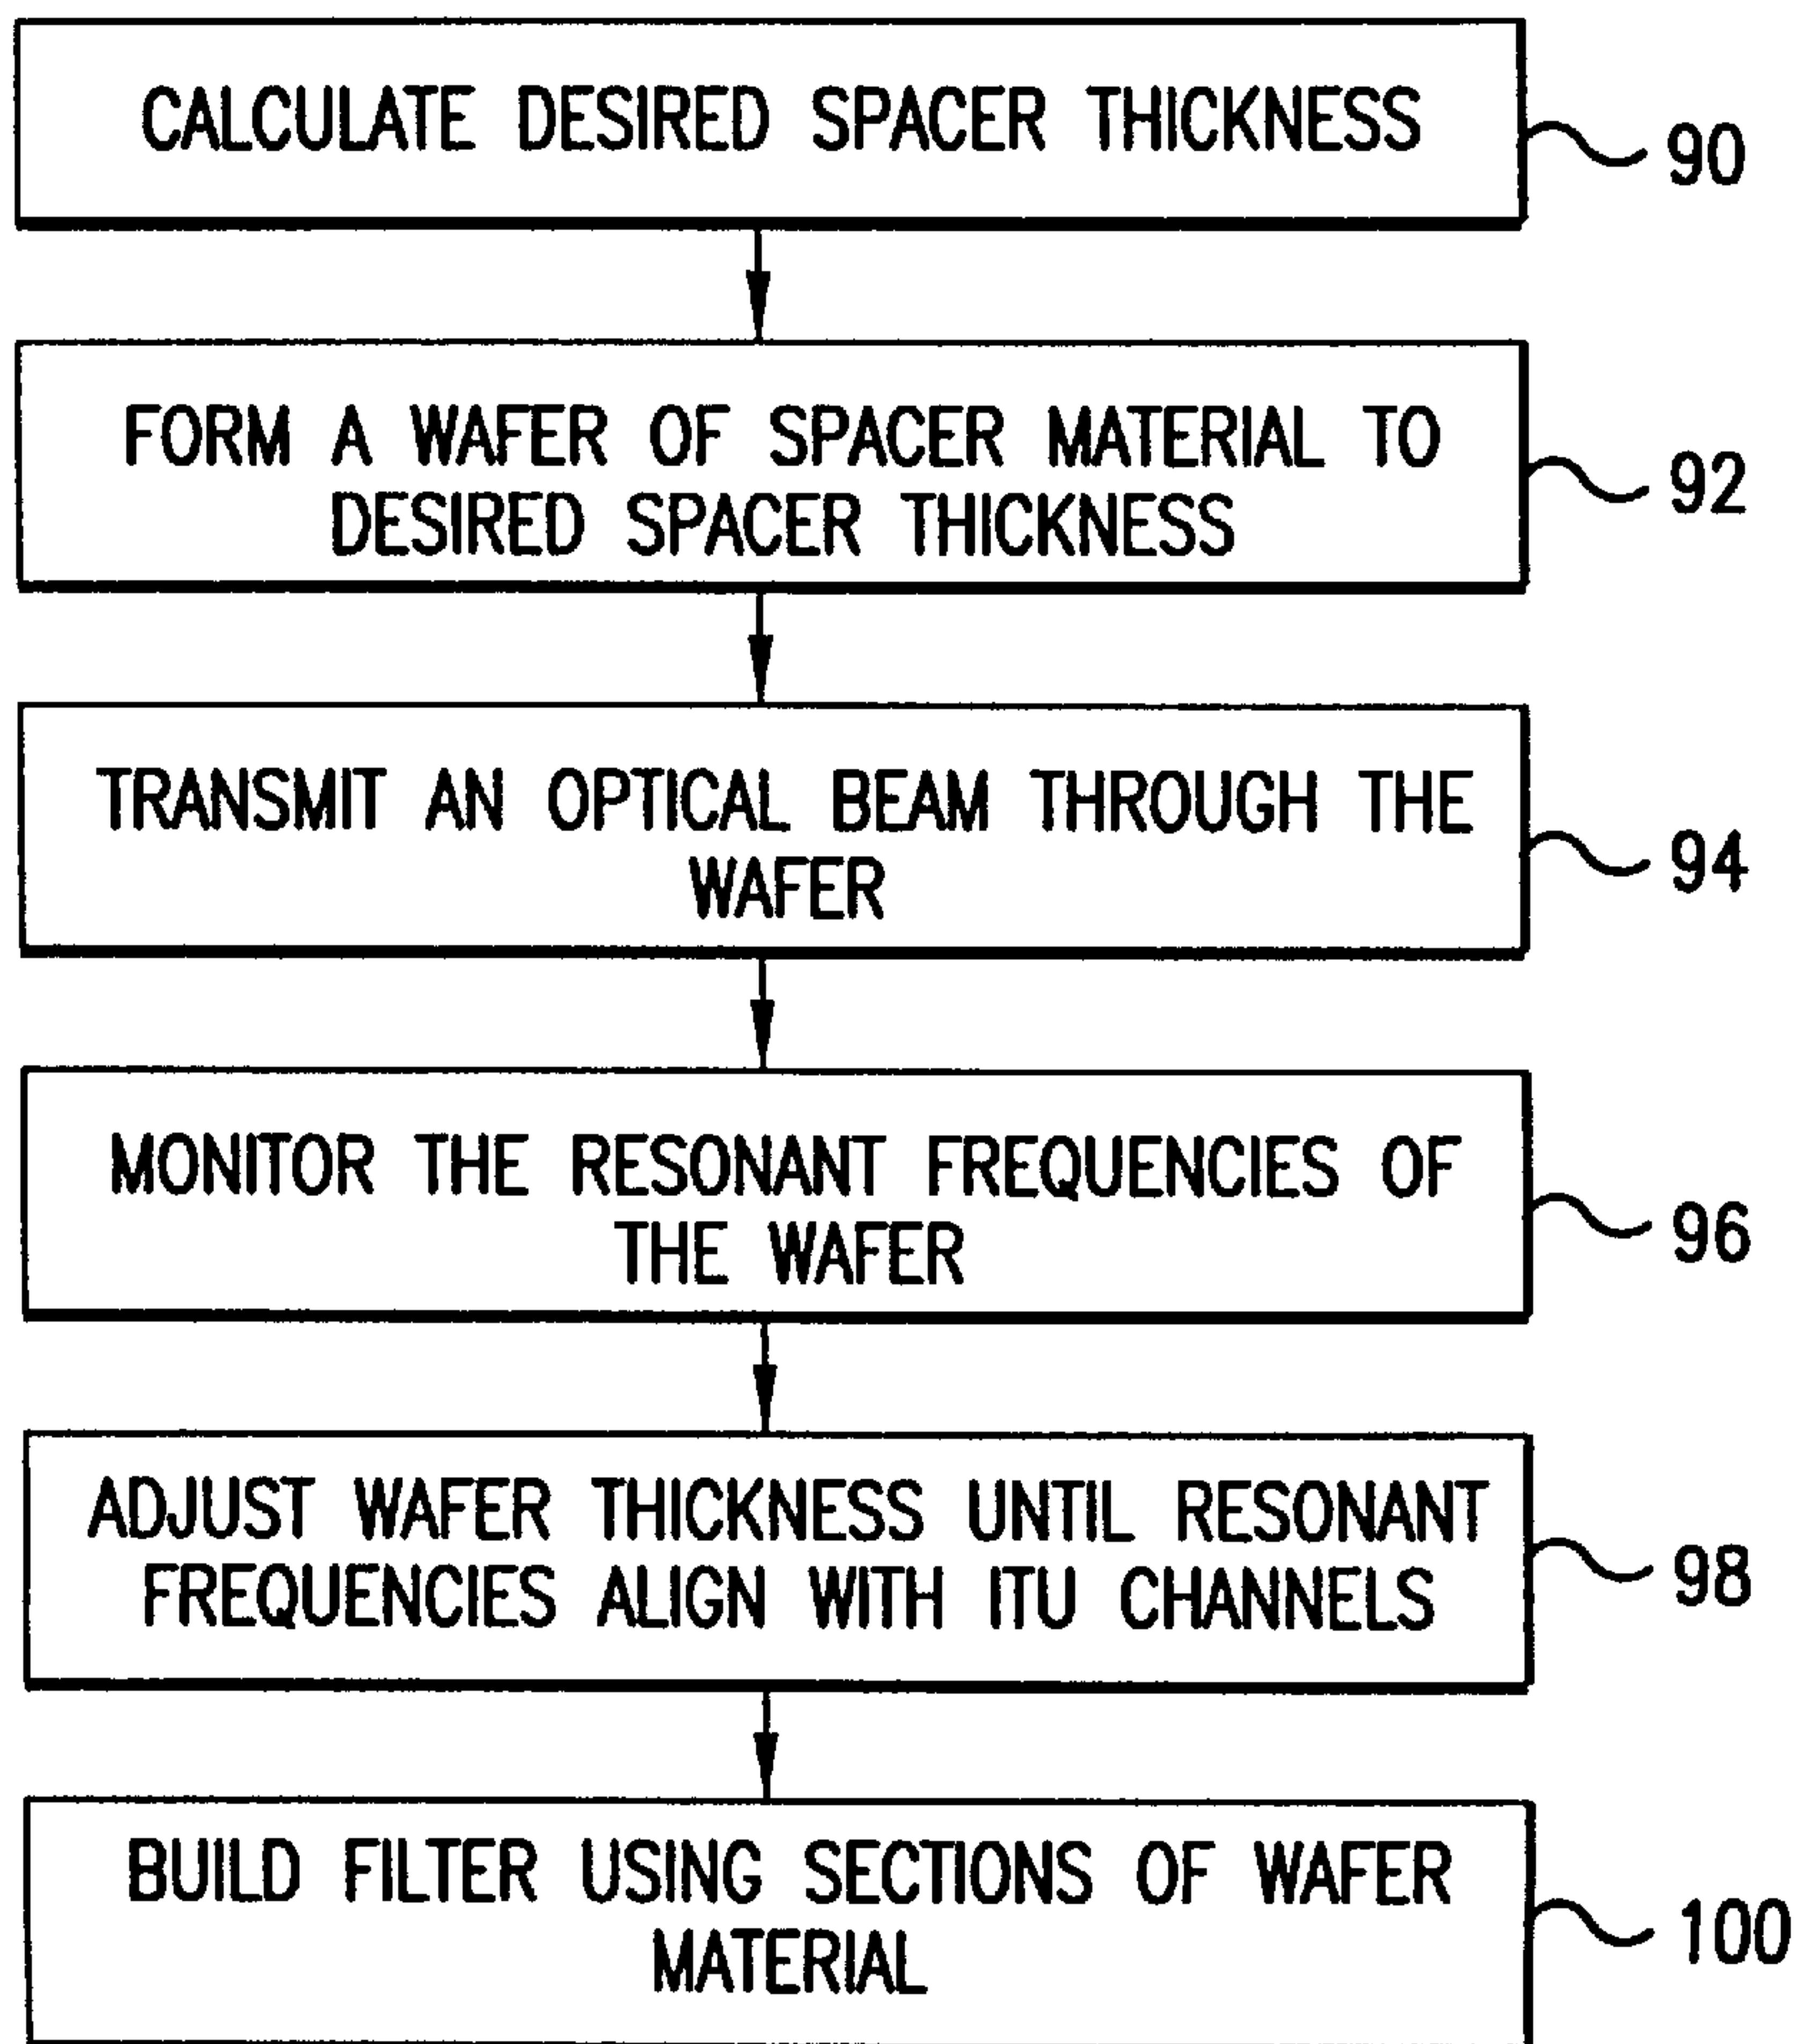 CALCULATE DESIRED SPACER THICKNESS
90
FORM A WAFER OF SPACER MATERIAL TO
DESIRED SPACER THICKNESS
92
TRANSMIT AN OPTICAL BEAM THROUGH THE
WAFER
94
MONITOR THE RESONANT FREQUENCIES OF
THE WAFER
96
ADJUST WAFER THICKNESS UNTIL RESONANT
FREQUENCIES ALIGN WITH ITU CHANNELS
98
BUILD FILTER USING SECTIONS OF WAFER
MATERIAL
100